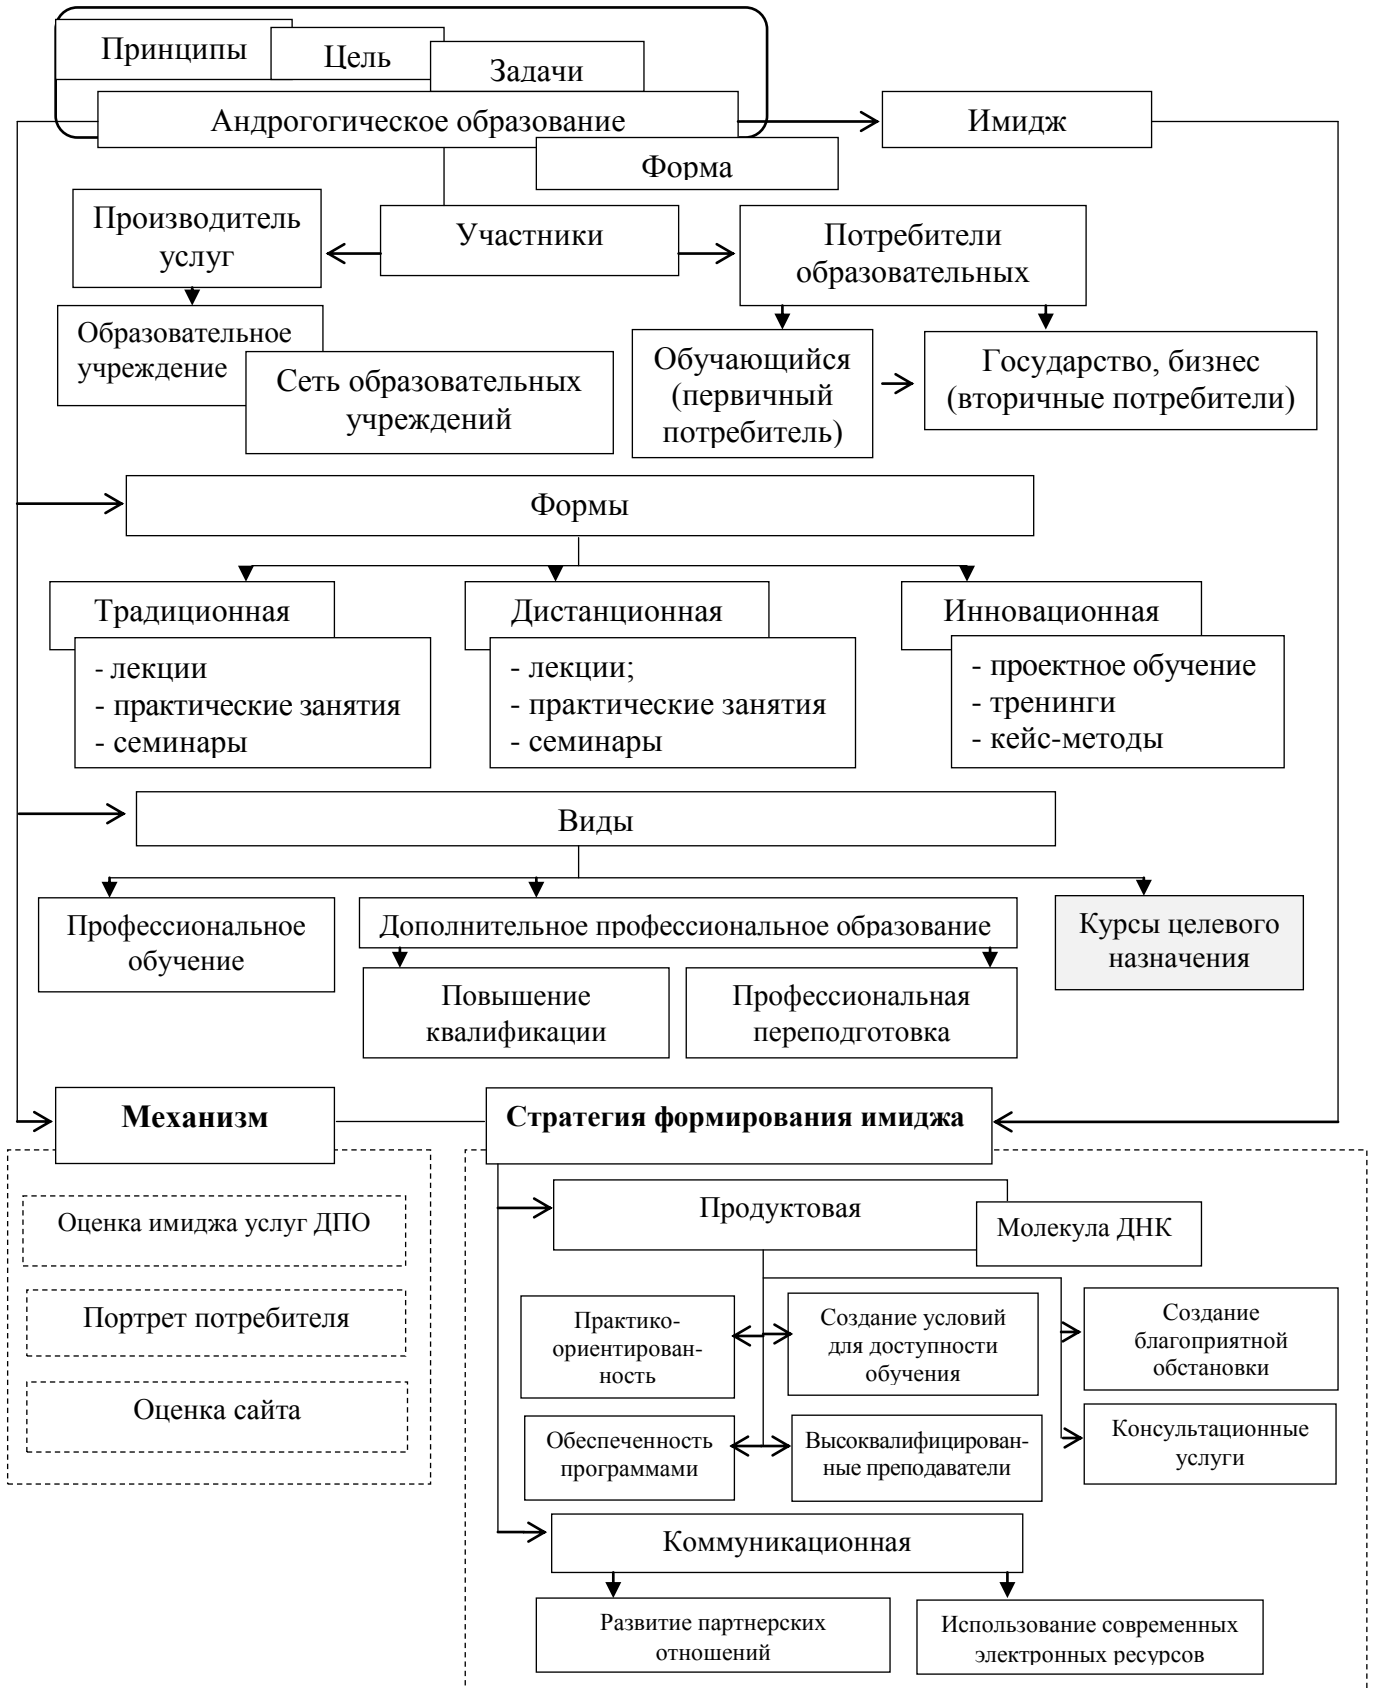 Принципы
Цель
Задачи
Андрогогическое образование
Имидж
Форма
Производитель
услуг
Участники
Потребители
образовательных
Образовательное
учреждение
Сеть образовательных
учреждений
Обучающийся
(первичный
потребитель)
Государство, бизнес
(вторичные потребители)
Формы
Традиционная
- лекции
- практические занятия
- семинары
Дистанционная
- лекции;
- практические занятия
- семинары
Инновационная
- проектное обучение
- тренинги
- кейс-методы
Виды
Профессиональное
обучение
Дополнительное профессиональное образование
Курсы целевого
назначения
Повышение
квалификации
Профессиональная
переподготовка
Механизм
Стратегия формирования имиджа
Оценка имиджа услуг ДПО
Портрет потребителя
Оценка сайта
Продуктовая
Молекула ДНК
Практико-
ориентирован-
ность
Создание условий
для доступности
обучения
Создание
благоприятной
обстановки
Обеспеченность
программами
Высоквалифицирован-
ные преподаватели
Консультационные
услуги
Коммуникационная
Развитие партнерских
отношений
Использование современных
электронных ресурсов